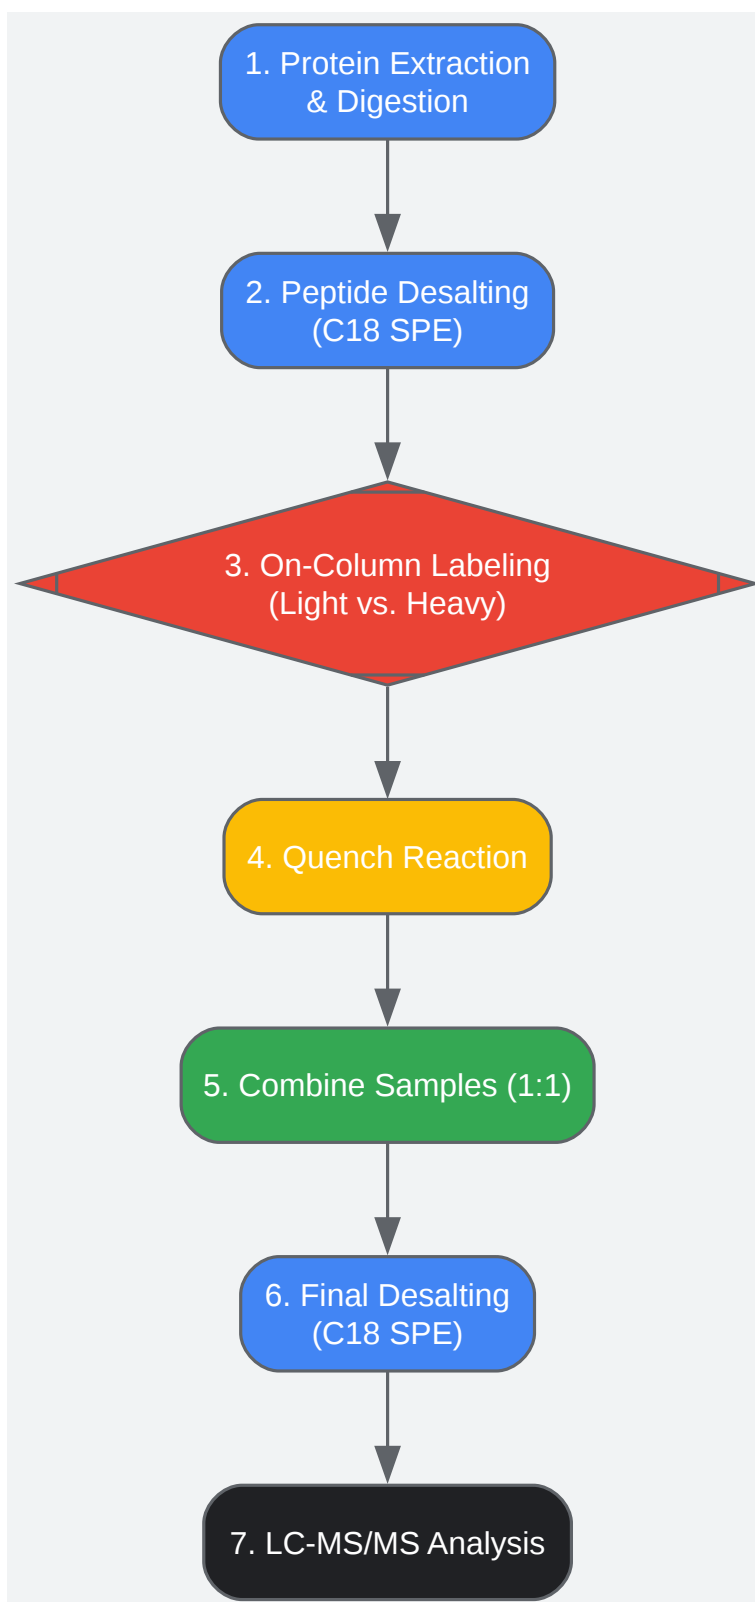 1. Protein Extraction
& Digestion
2. Peptide Desalting
(C18 SPE)
3. On-Column Labeling
(Light vs. Heavy)
4. Quench Reaction
5. Combine Samples (1:1)
6. Final Desalting
(C18 SPE)
7. LC-MS/MS Analysis